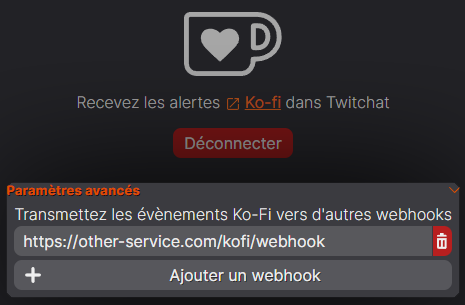 Recevez les alertes Ko-fi dans Twitchat
Déconnecter
Paramètres avancés
Transmettez les évènements Ko-Fi vers d'autres webhooks
https://other-service.com/kofi/webhook
Ajouter un webhook